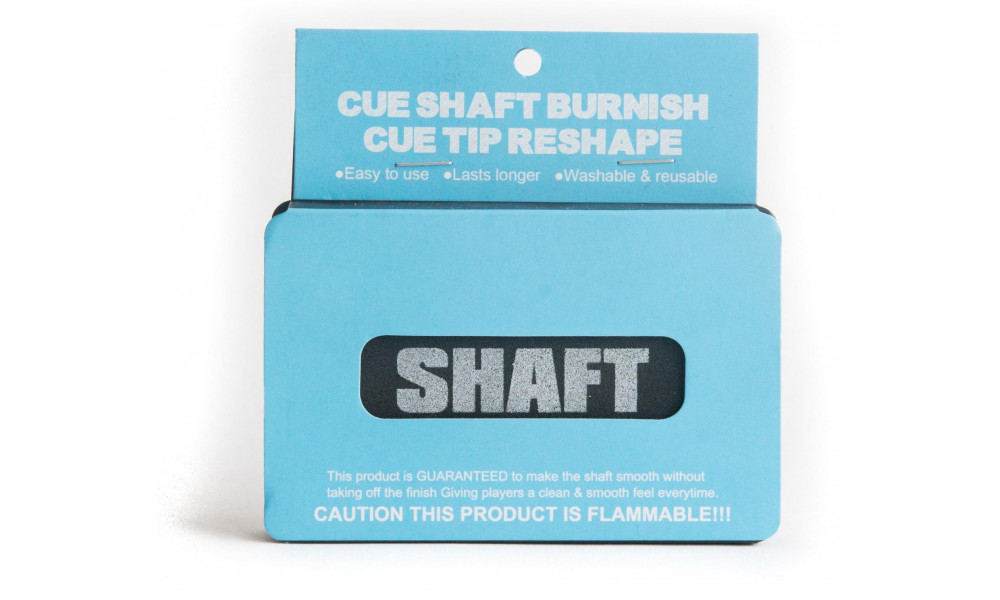 CUE SHAFT BURNISH
CUE TIP RESHAPE
•Easy to use •Lasts longer •Washable & reusable
SHAFT
This product is GUARANTEED to make the shaft smooth without
taking off the finish Giving players a clean & smooth feel everytime.
CAUTION THIS PRODUCT IS FLAMMABLE!!!